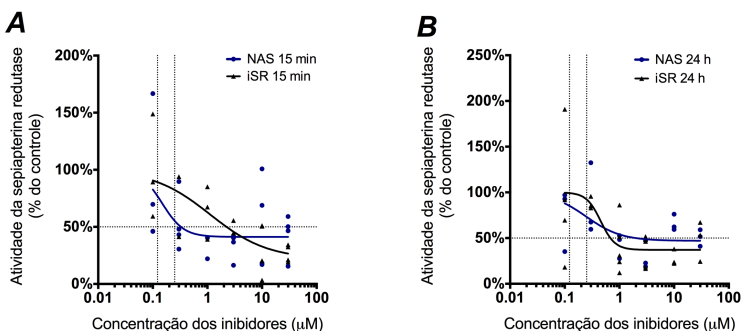 A
Atividade da sepiapterina redutase
(% do controle)
200%
150%
100%
50%
0%
0.01
0.1
1
10
100
Concentração dos inibidores (µM)
NAS 15 min
iSR 15 min
B
Atividade da sepiapterina redutase
(% do controle)
250%
200%
150%
100%
50%
0%
0.01
0.1
1
10
100
Concentração dos inibidores (µM)
NAS 24 h
iSR 24 h